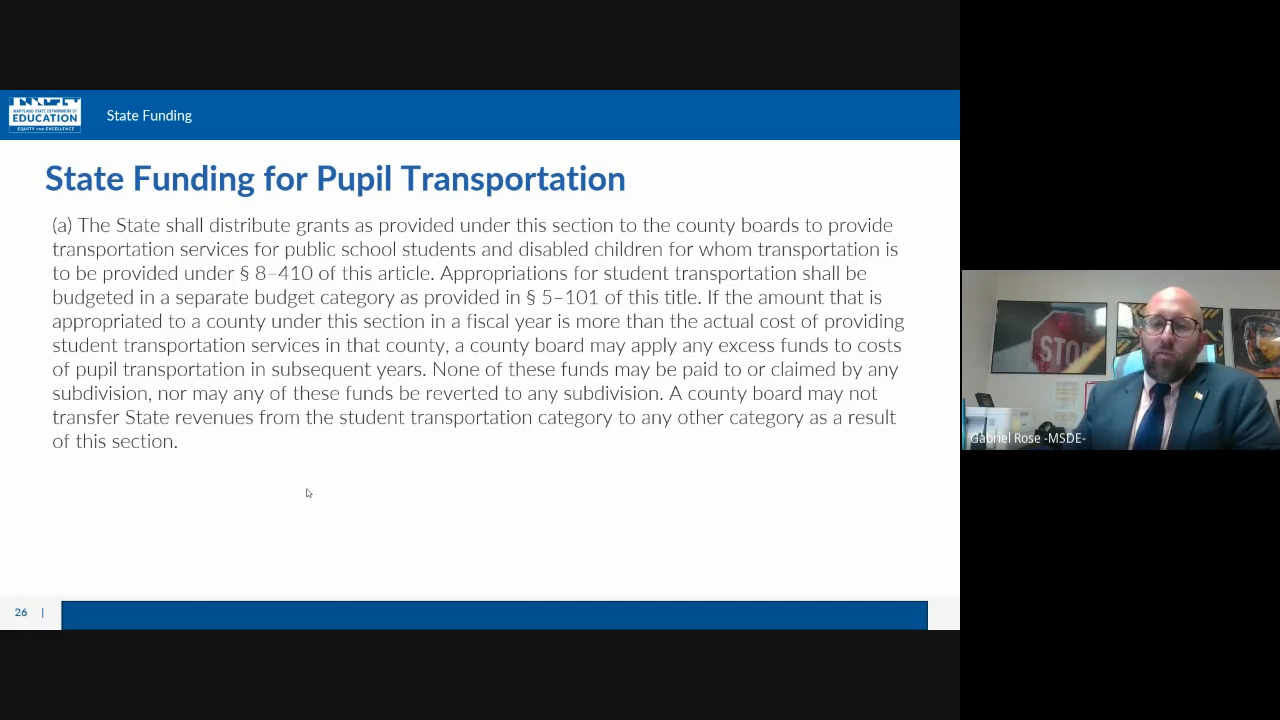 MARYLAND STATE DEPARTMENT OF
EDUCATION
EQUITY AND EXCELLENCE
State Funding
State Funding for Pupil Transportation
(a) The State shall distribute grants as provided under this section to the county boards to provide
transportation services for public school students and disabled children for whom transportation is
to be provided under § 8–410 of this article. Appropriations for student transportation shall be
budgeted in a separate budget category as provided in § 5–101 of this title. If the amount that is
appropriated to a county under this section in a fiscal year is more than the actual cost of providing
student transportation services in that county, a county board may apply any excess funds to costs
of pupil transportation in subsequent years. None of these funds may be paid to or claimed by any
subdivision, nor may any of these funds be reverted to any subdivision. A county board may not
transfer State revenues from the student transportation category to any other category as a result
of this section.
STOP
Gabriel Rose -MSDE-
26 |